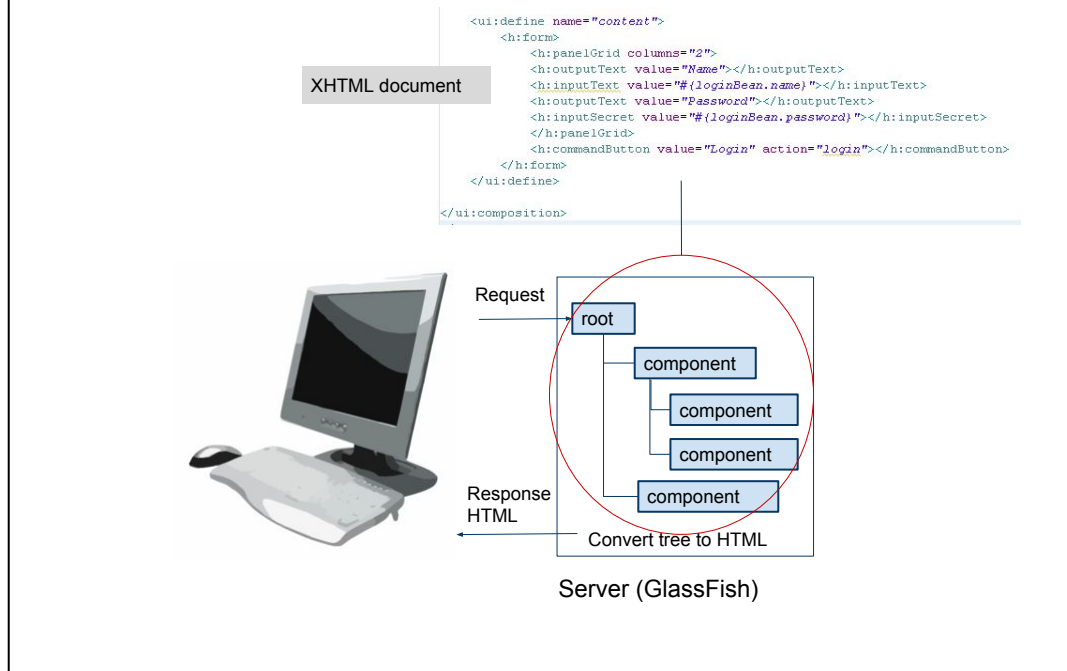 <ui:define name="content">
<h:form>
<h:panelGrid columns="2">
<h:outputText value="Name"></h:outputText>
<h:inputText value="#{loginBean.name}"></h:inputText>
<h:outputText value="Password"></h:outputText>
<h:inputSecret value="#{loginBean.password}"></h:inputSecret>
</h:panelGrid>
<h:commandButton value="Login" action="login"></h:commandButton>
</h:form>
</ui:define>
</ui:composition>
XHTML document
Request
root
component
component
component
component
Response
HTML
Convert tree to HTML
Server (GlassFish)